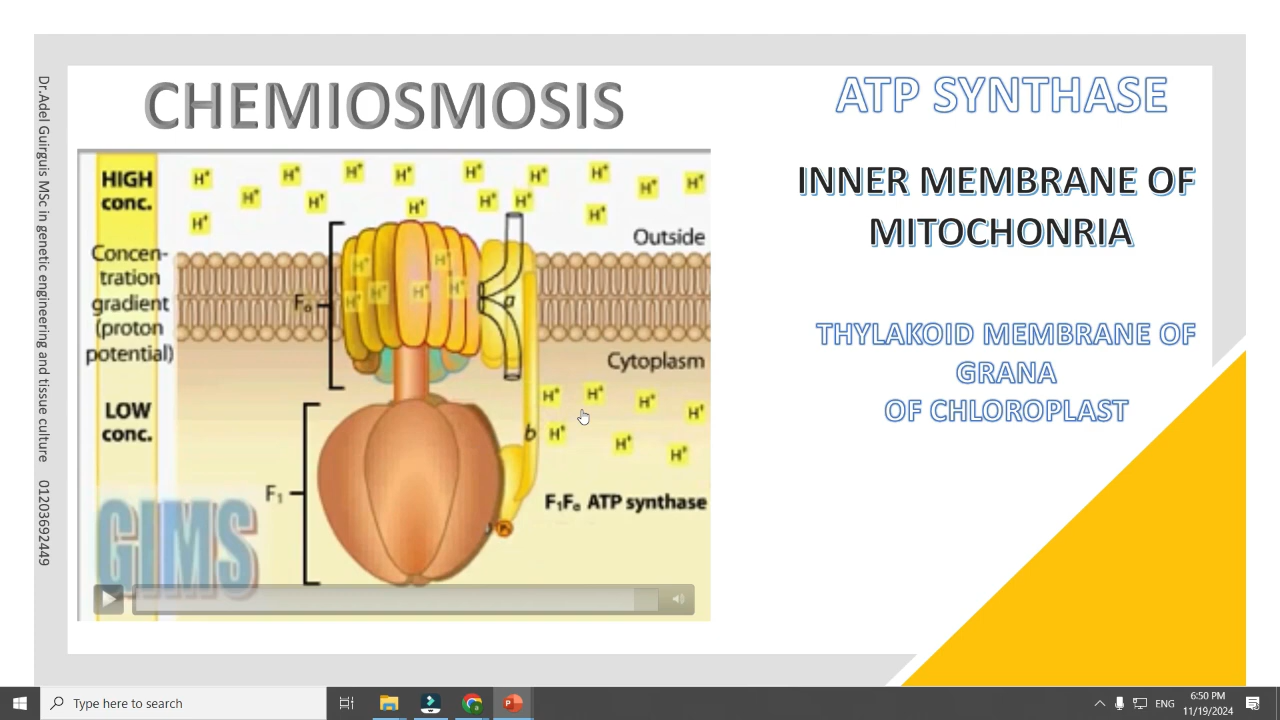 CHEMIOSMOSIS
ATP SYNTHASE
INNER MEMBRANE OF
MITOCHONRIA
THYLAKOID MEMBRANE OF
GRANA
OF CHLOROPLAST
Dr.Adel Guirguis MSc in genetic engineering and tissue culture 01203692449
HIGH
conc.
Concen-
tration
gradient
(proton
potential)
LOW
conc.
H⁺ H⁺ H⁺ H⁺ H⁺ H⁺ H⁺ H⁺ H⁺
H⁺ H⁺ H⁺ H⁺ H⁺
H⁺ H⁺
Outside
H⁺ H⁺
H⁺ H⁺ H⁺ H⁺
F₀
a
Cytoplasm
H⁺ H⁺ H⁺ H⁺
b H⁺ H⁺ H⁺
F₁
F₁F₀ ATP synthase
Pᵢ
GIMS
Type here to search
ENG
6:50 PM
11/19/2024